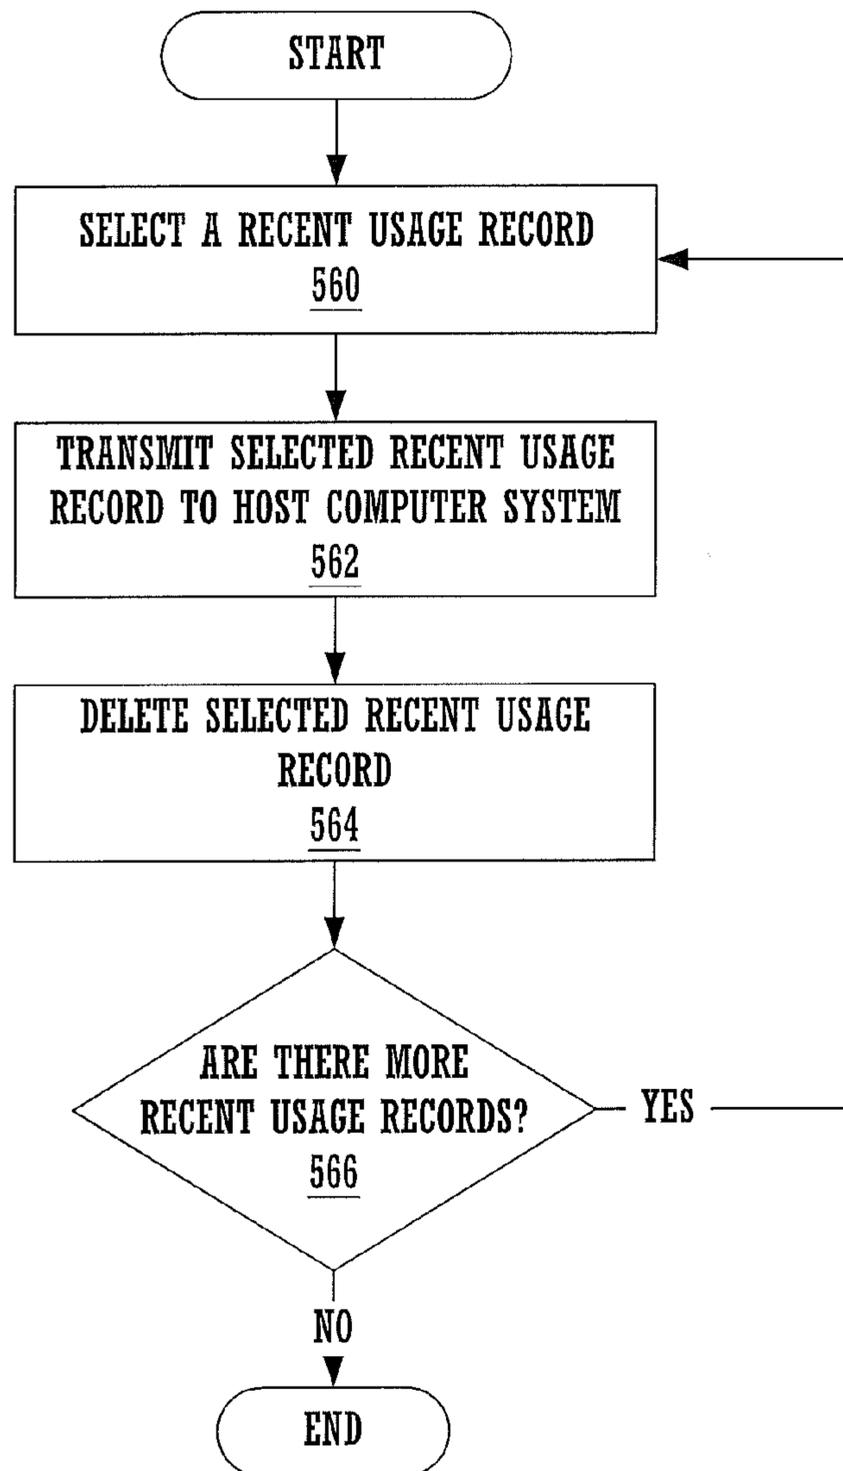 START
SELECT A RECENT USAGE RECORD
560
TRANSMIT SELECTED RECENT USAGE
RECORD TO HOST COMPUTER SYSTEM
562
DELETE SELECTED RECENT USAGE
RECORD
564
ARE THERE MORE
RECENT USAGE RECORDS?
566
YES
NO
END